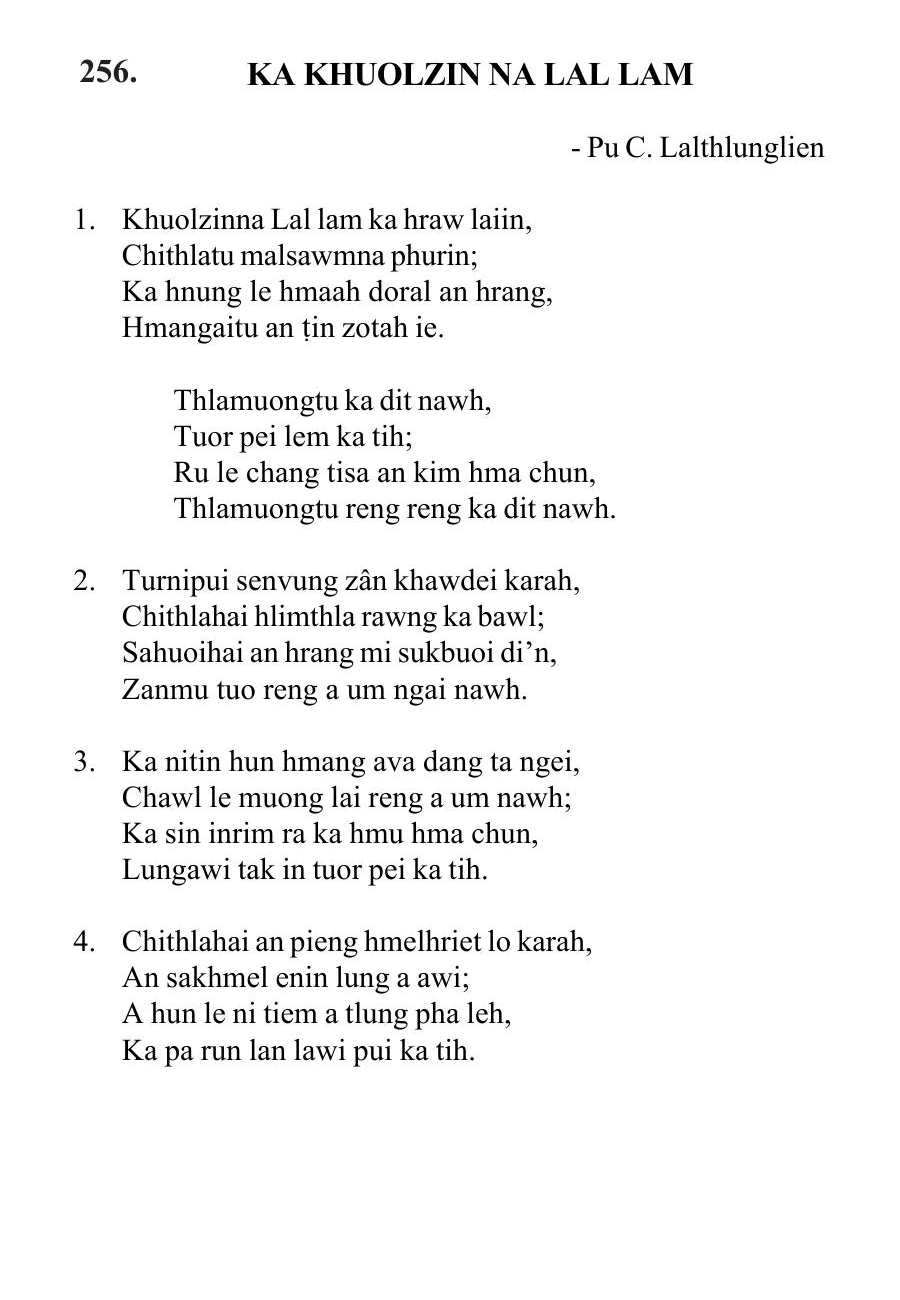 256. KA KHUOLZIN NA LAL LAM
- Pu C. Lalthlunglien
1. Khuolzinna Lal lam ka hraw laiin,
Chithlatu malsawmna phurin;
Ka hnung le hmaah doral an hrang,
Hmangaitu an ṭin zotah ie.
Thlamuongtu ka dit nawh,
Tuor pei lem ka tih;
Ru le chang tisa an kim hma chun,
Thlamuongtu reng reng ka dit nawh.
2. Turnipui senvung zân khawdei karah,
Chithlahai hlimthla rawng ka bawl;
Sahuoihai an hrang mi sukbuoi di’n,
Zanmu tuo reng a um ngai nawh.
3. Ka nitin hun hmang ava dang ta ngei,
Chawl le muong lai reng a um nawh;
Ka sin inrim ra ka hmu hma chun,
Lungawi tak in tuor pei ka tih.
4. Chithlahai an pieng hmelhriet lo karah,
An sakhmel enin lung a awi;
A hun le ni tiem a tlung pha leh,
Ka pa run lan lawi pui ka tih.